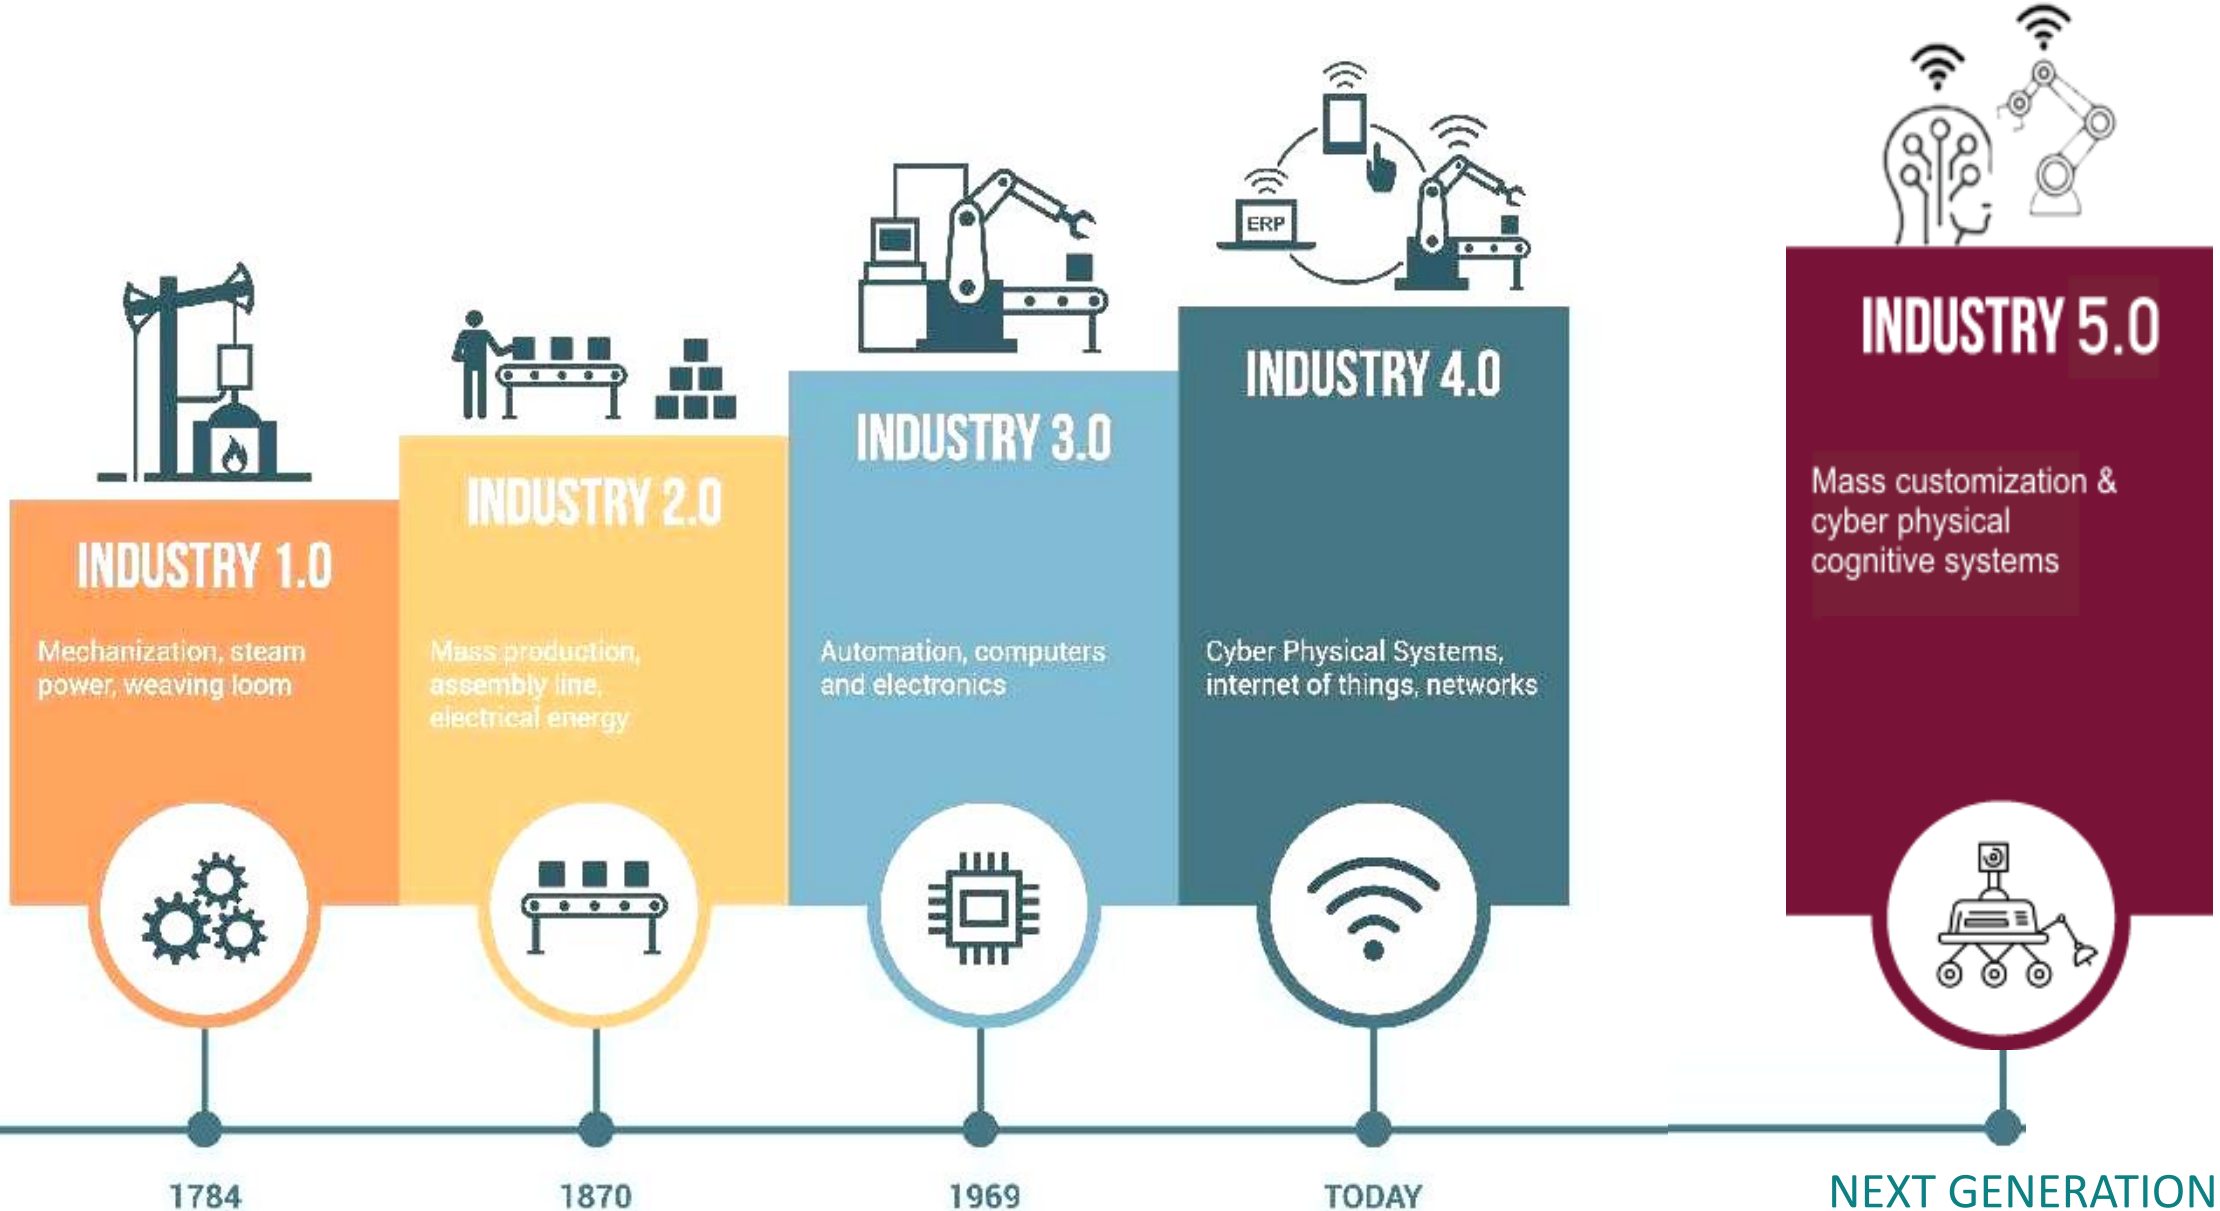 ERP
INDUSTRY 1.0
Mechanization, steam
power, weaving loom
1784
INDUSTRY 2.0
Mass production,
assembly line,
electrical energy
1870
INDUSTRY 3.0
Automation, computers
and electronics
1969
INDUSTRY 4.0
Cyber Physical Systems,
internet of things, networks
TODAY
INDUSTRY 5.0
Mass customization &
cyber physical
cognitive systems
NEXT GENERATION